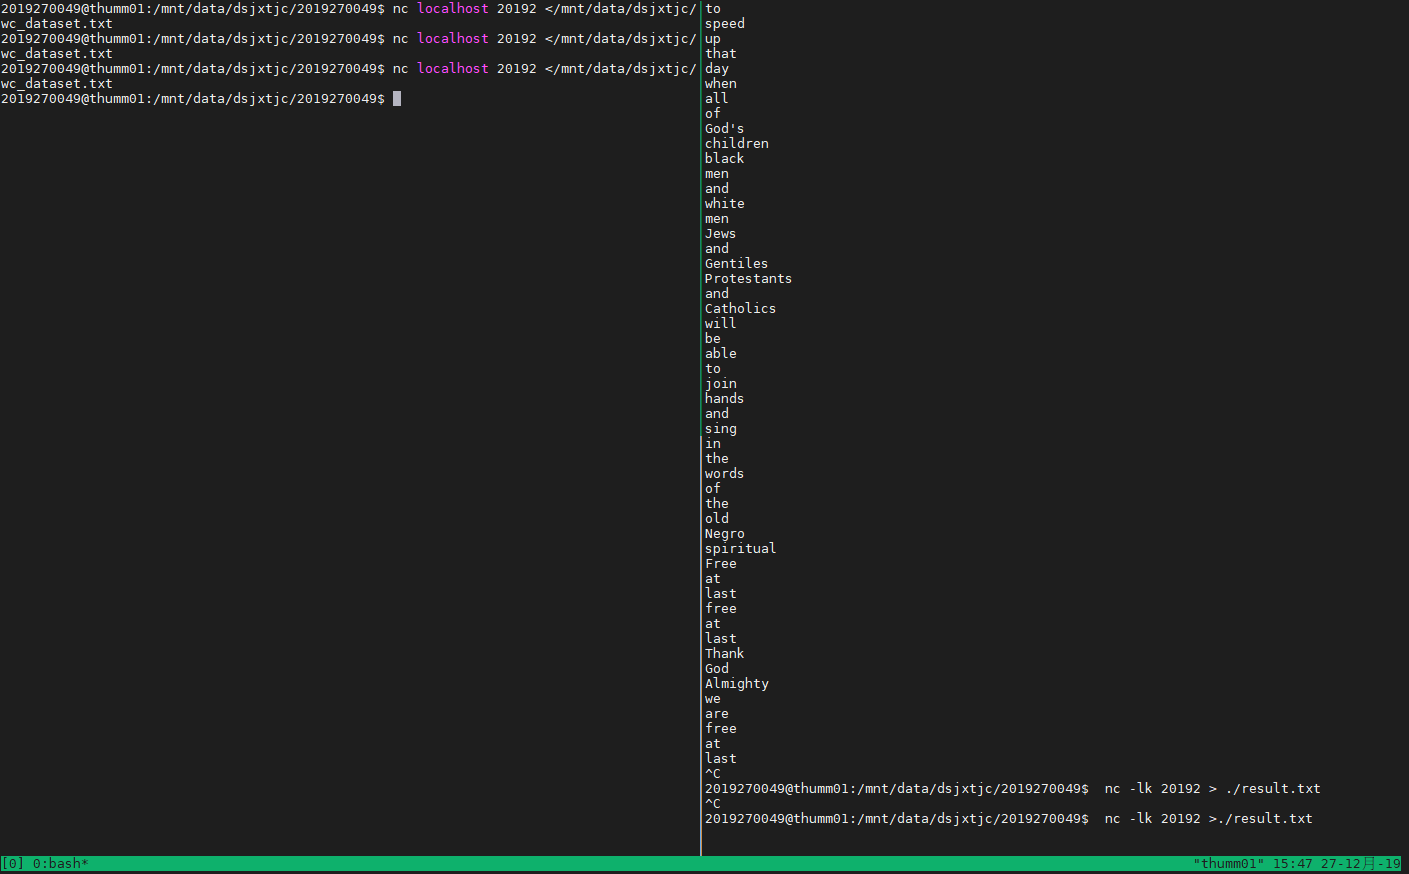 2019270049@thumm01:/mnt/data/dsjxtjc/2019270049$ nc localhost 20192 </mnt/data/dsjxtjc/
wc_dataset.txt
2019270049@thumm01:/mnt/data/dsjxtjc/2019270049$ nc localhost 20192 </mnt/data/dsjxtjc/
wc_dataset.txt
2019270049@thumm01:/mnt/data/dsjxtjc/2019270049$ nc localhost 20192 </mnt/data/dsjxtjc/
wc_dataset.txt
2019270049@thumm01:/mnt/data/dsjxtjc/2019270049$
to
speed
up
that
day
when
all
of
God's
children
black
men
and
white
men
Jews
and
Gentiles
Protestants
and
Catholics
will
be
able
to
join
hands
and
sing
in
the
words
of
the
old
Negro
spiritual
Free
at
last
free
at
last
Thank
God
Almighty
we
are
free
at
last
^C
2019270049@thumm01:/mnt/data/dsjxtjc/2019270049$  nc -lk 20192 > ./result.txt
^C
2019270049@thumm01:/mnt/data/dsjxtjc/2019270049$  nc -lk 20192 >./result.txt
[0] 0:bash*
"thumm01" 15:47 27-12月-19